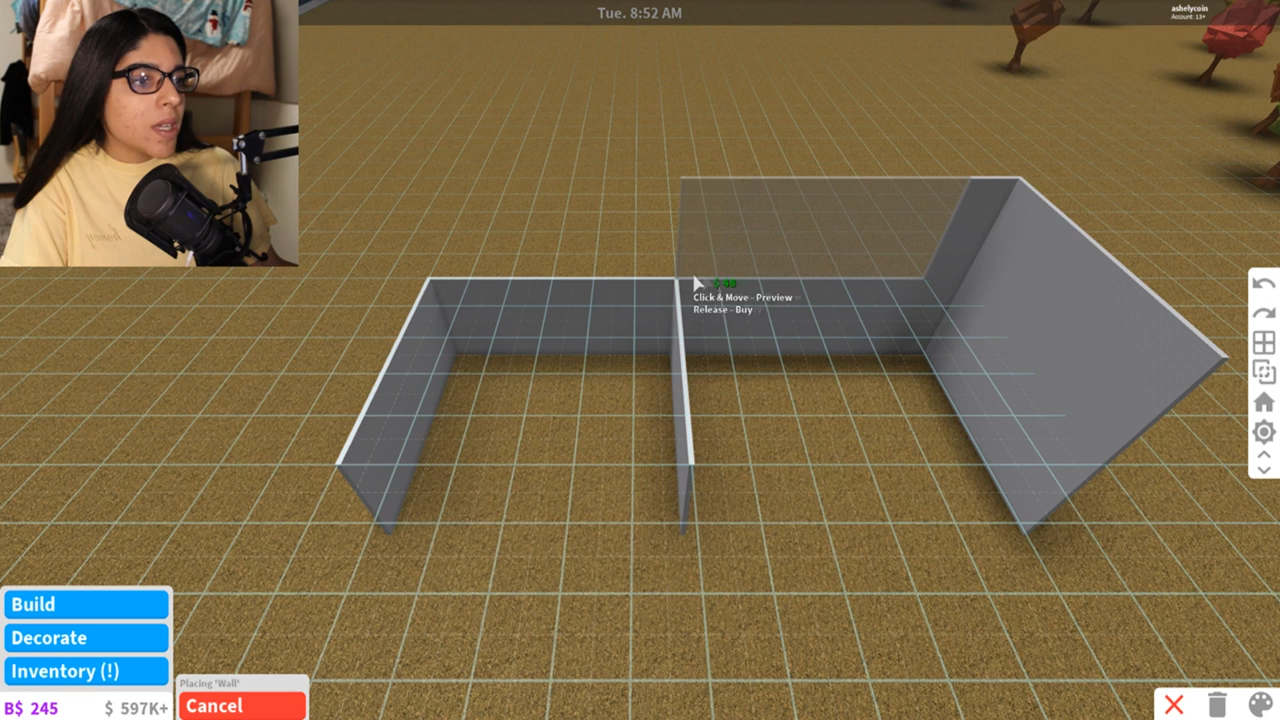 Tue. 8:52 AM
ashelycoin
Account: 13+
Click & Move - Preview
Release - Buy
Build
Decorate
Inventory (!)
B$ 245
$ 597K+
Placing 'Wall'
Cancel